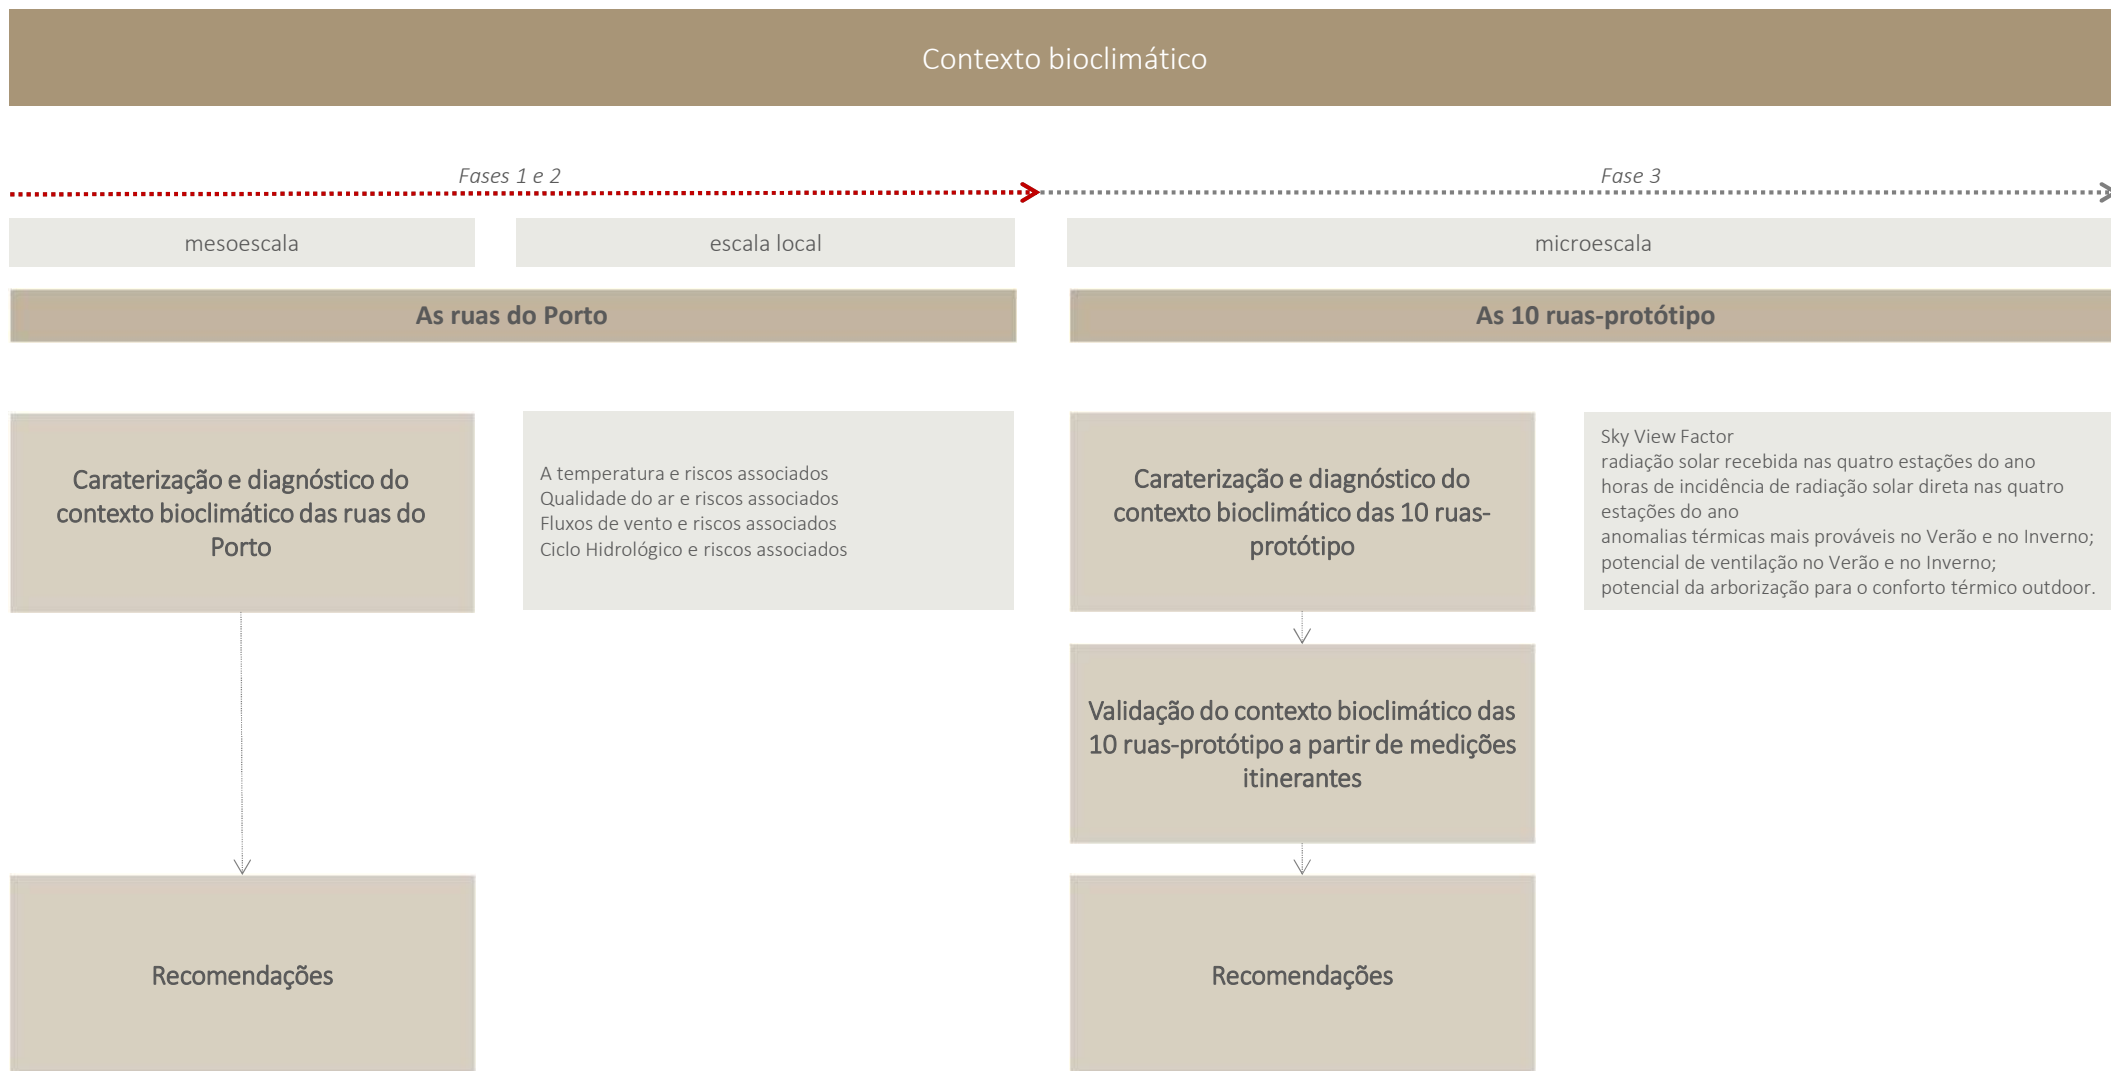 Contexto bioclimático
Fases 1 e 2
Fase 3
mesoescala
escala local
microescala
As ruas do Porto
As 10 ruas-protótipo
Caraterização e diagnóstico do
contexto bioclimático das ruas do
Porto
A temperatura e riscos associados
Qualidade do ar e riscos associados
Fluxos de vento e riscos associados
Ciclo Hidrológico e riscos associados
Caraterização e diagnóstico do
contexto bioclimático das 10 ruas-
protótipo
Sky View Factor
radiação solar recebida nas quatro estações do ano
horas de incidência de radiação solar direta nas quatro
estações do ano
anomalias térmicas mais prováveis no Verão e no Inverno;
potencial de ventilação no Verão e no Inverno;
potencial da arborização para o conforto térmico outdoor.
Validação do contexto bioclimático das
10 ruas-protótipo a partir de medições
itinerantes
Recomendações
Recomendações